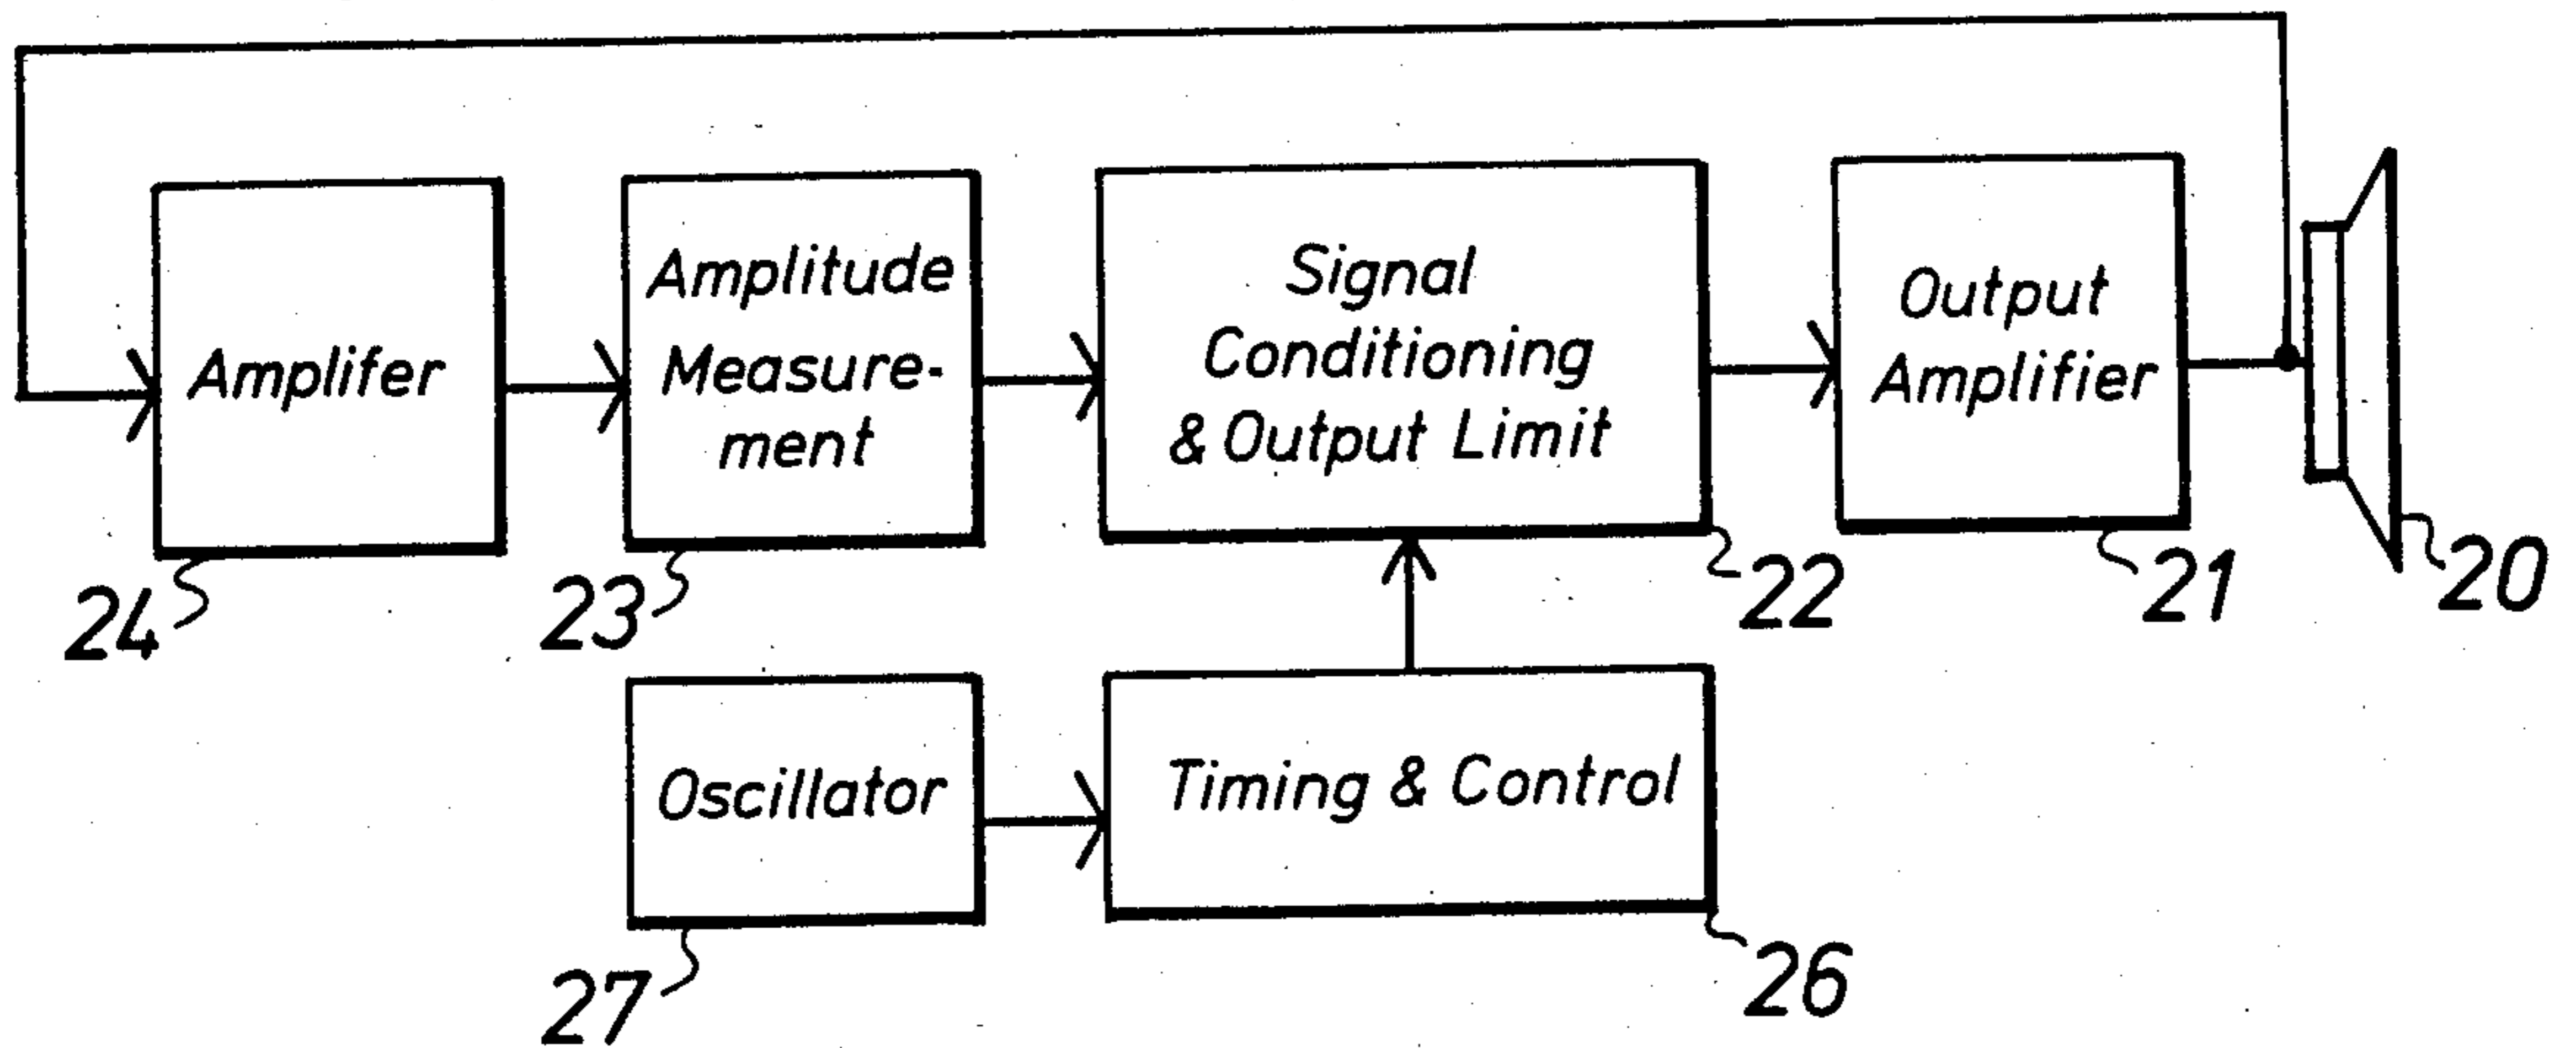 Amplifer
Amplitude
Measure-
ment
Signal
Conditioning
& Output Limit
Output
Amplifier
24
23
22
21
20
Oscillator
Timing & Control
27
26